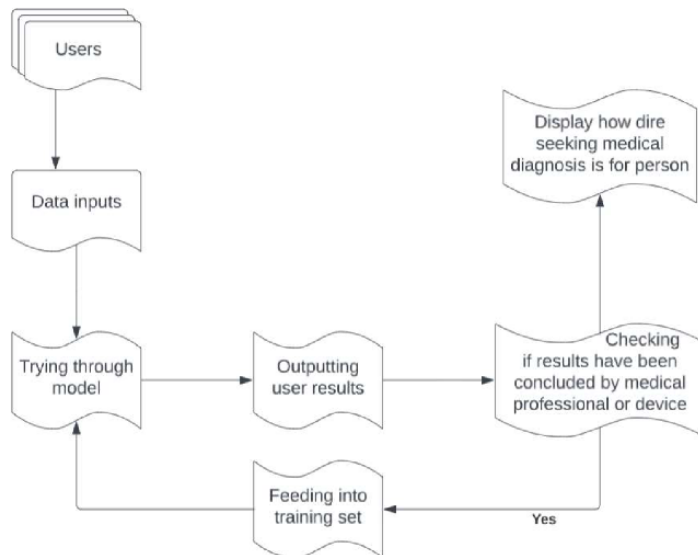 Users
Data inputs
Trying through
model
Outputting
user results
Checking
if results have been
concluded by medical
professional or device
Display how dire
seeking medical
diagnosis is for person
Yes
Feeding into
training set